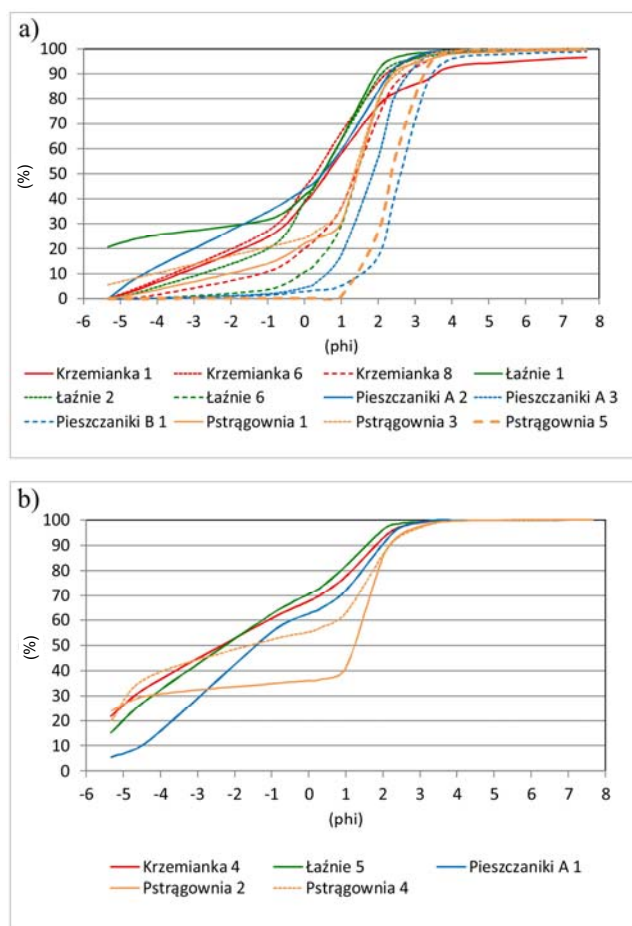 a)
100
90
80
70
60
50
40
30
20
10
0
(%)
-6 -5 -4 -3 -2 -1 0 1 2 3 4 5 6 7 8
(phi)
Krzemianka 1 Krzemianka 6 Krzemianka 8 Łaźnie 1
Łaźnie 2 Łaźnie 6 Pieszczaniki A 2 Pieszczaniki A 3
Pieszczaniki B 1 Pstrągownia 1 Pstrągownia 3 Pstrągownia 5
b)
100
90
80
70
60
50
40
30
20
10
0
(%)
-6 -5 -4 -3 -2 -1 0 1 2 3 4 5 6 7 8
(phi)
Krzemianka 4 Łaźnie 5 Pieszczaniki A 1
Pstrągownia 2 Pstrągownia 4